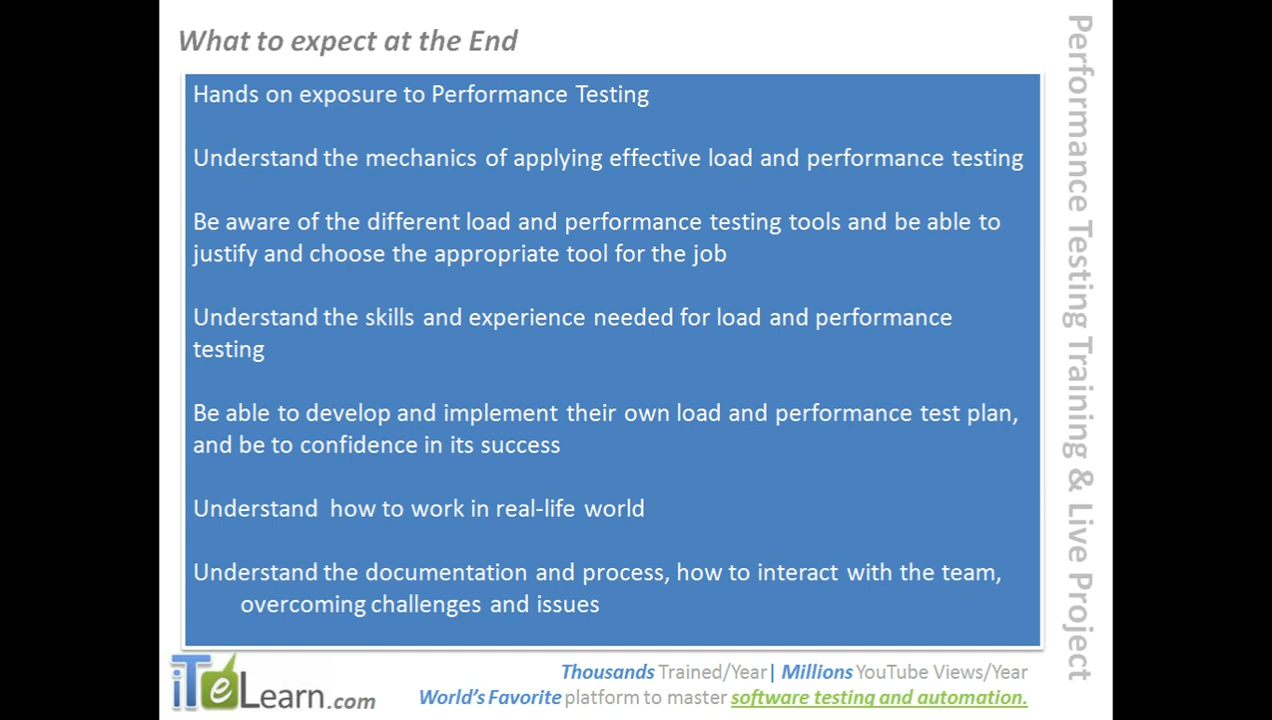 What to expect at the End
Hands on exposure to Performance Testing
Understand the mechanics of applying effective load and performance testing
Be aware of the different load and performance testing tools and be able to
justify and choose the appropriate tool for the job
Understand the skills and experience needed for load and performance
testing
Be able to develop and implement their own load and performance test plan,
and be to confidence in its success
Understand  how to work in real-life world
Understand the documentation and process, how to interact with the team,
overcoming challenges and issues
Performance Testing Training & Live Project
iTeLearn.com
Thousands Trained/Year| Millions YouTube Views/Year
World's Favorite platform to master software testing and automation.